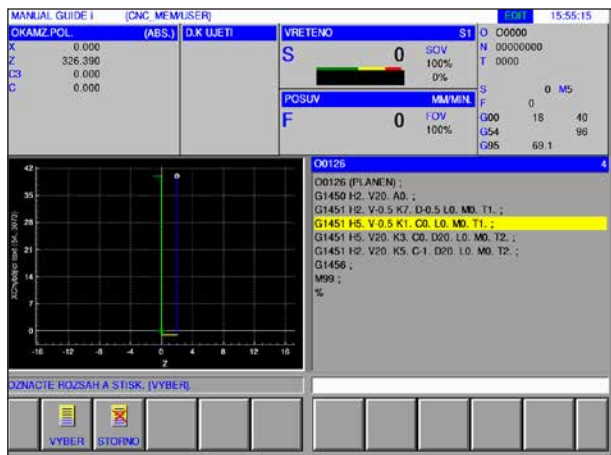 MANUAL GUIDE i (CNC_MEM/USER) EDIT 15:55:15
OKAMZ.POL. (ABS.) D.K UJETI VRETENO S1 O O0000
X 0.000 N 00000000
Z 326.390 S 0 SOV 100% 0% T 0000
C3 0.000
C 0.000 S 0 M5
POSUV MM/MIN. F 0
F 0 FOV 100% G00 18 40
G54 96
G95 69.1
O0126 4
O0126 (PLANEN) ;
G1450 H2. V20. A0. ;
G1451 H2. V-0.5 K7. D-0.5 L0. M0. T1. ;
G1451 H5. V-0.5 K1. C0. L0. M0. T1. ;
G1451 H5. V20. K3. C0. D20. L0. M0. T2. ;
G1451 H2. V20. K5. C-1. D20. L0. M0. T2. ;
G1456 ;
M99 ;
%
42
35
28
21
14
7
0
-16 -12 -8 -4 0 4 8 12 16
Z
OZNACTE ROZSAH A STISK. [VYBER].
VYBER STORNO